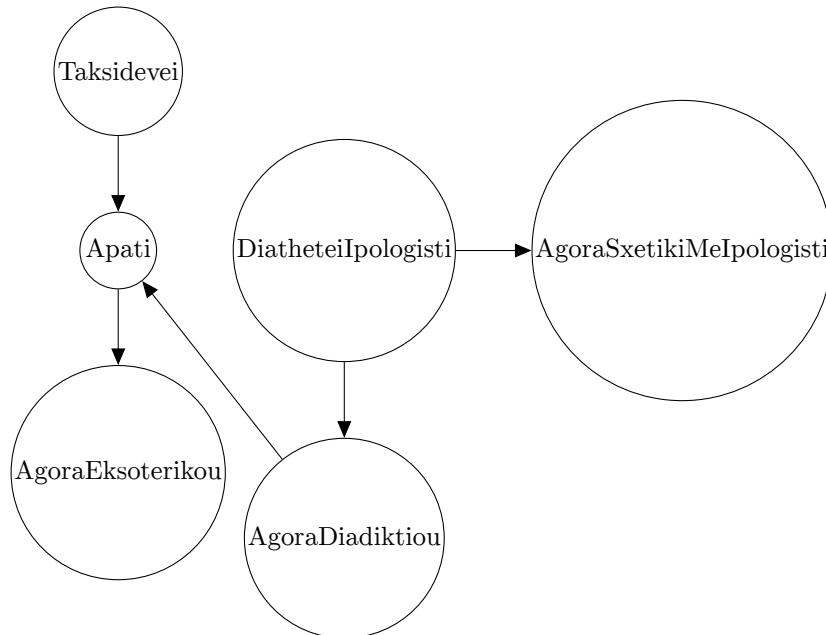 Taksidevei
Apati
DiatheteiIpologisti
AgoraSxetikiMeIpologisti
AgoraEksoterikou
AgoraDiadiktiou